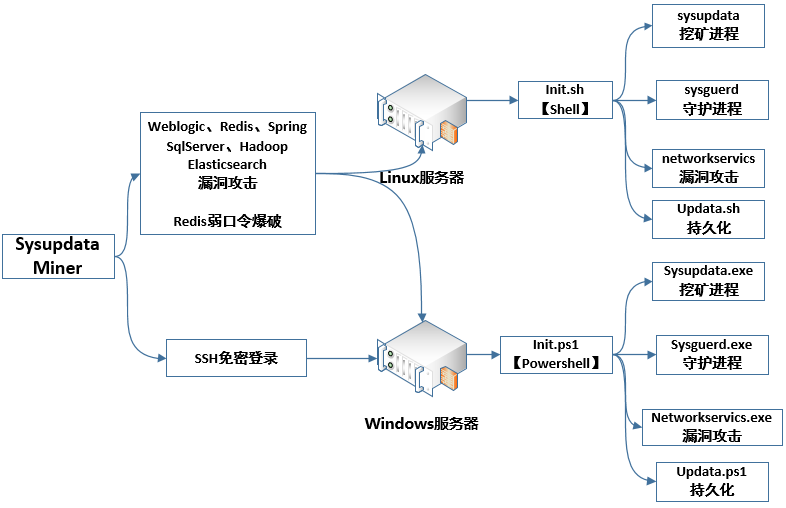 Sysupdata
Miner
Weblogic、Redis、Spring
SqlServer、Hadoop
Elasticsearch
漏洞攻击
Redis弱口令爆破
SSH免密登录
Linux服务器
Windows服务器
Init.sh
【Shell】
sysupdata
挖矿进程
sysguerd
守护进程
networkservics
漏洞攻击
Updata.sh
持久化
Init.ps1
【Powershell】
Sysupdata.exe
挖矿进程
Sysguerd.exe
守护进程
Networkservics.exe
漏洞攻击
Updata.ps1
持久化